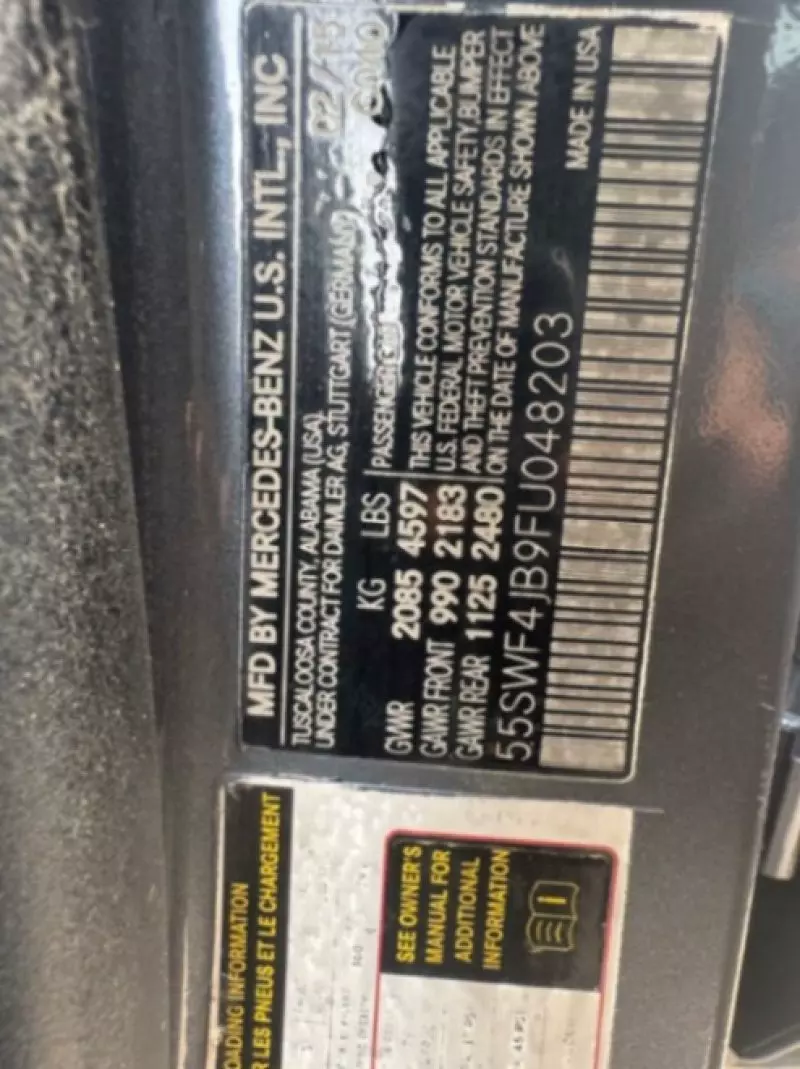 MFD BY MERCEDES-BENZ U.S. INTL., INC
TUSCALOOSA COUNTY, ALABAMA (USA)
UNDER CONTRACT FOR DAIMLER AG, STUTTGART (GERMANY)
02/15
KG LBS
GVWR 2085 4597
GAWR FRONT 990 2183
GAWR REAR 1125 2480
PASSENGER CAR
THIS VEHICLE CONFORMS TO ALL APPLICABLE
U.S. FEDERAL MOTOR VEHICLE SAFETY,BUMPER
AND THEFT PREVENTION STANDARDS IN EFFECT
ON THE DATE OF MANUFACTURE SHOWN ABOVE
55SWF4JB9FU048203
MADE IN USA
LOADING INFORMATION
LES PNEUS ET LE CHARGEMENT
SEE OWNER'S
MANUAL FOR
ADDITIONAL
INFORMATION